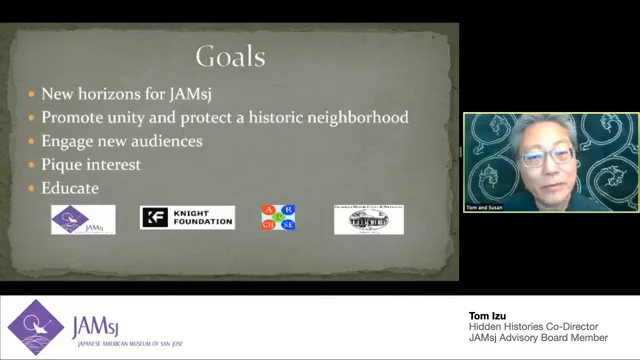 Goals
New horizons for JAMsj
Promote unity and protect a historic neighborhood
Engage new audiences
Pique interest
Educate
JAMsj
KF KNIGHT
FOUNDATION
Tom and Susan
JAMsj
JAPANESE AMERICAN MUSEUM OF SAN JOSE
Tom Izu
Hidden Histories Co-Director
JAMsj Advisory Board Member